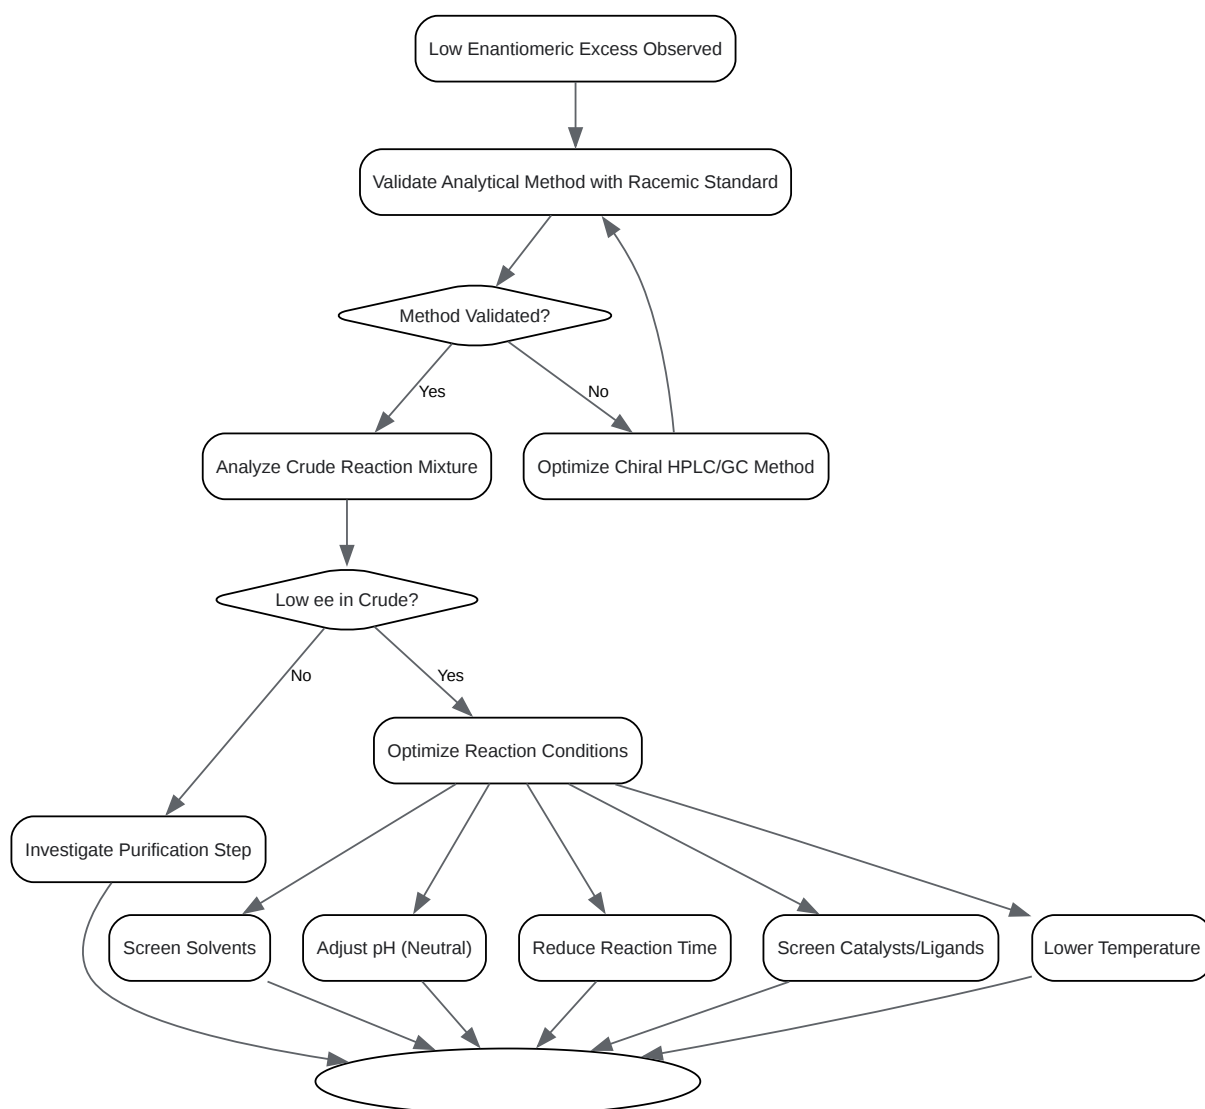 Low Enantiomeric Excess Observed
Validate Analytical Method with Racemic Standard
Method Validated?
Yes
No
Analyze Crude Reaction Mixture
Optimize Chiral HPLC/GC Method
Low ee in Crude?
No
Yes
Optimize Reaction Conditions
Investigate Purification Step
Screen Solvents
Adjust pH (Neutral)
Reduce Reaction Time
Screen Catalysts/Ligands
Lower Temperature